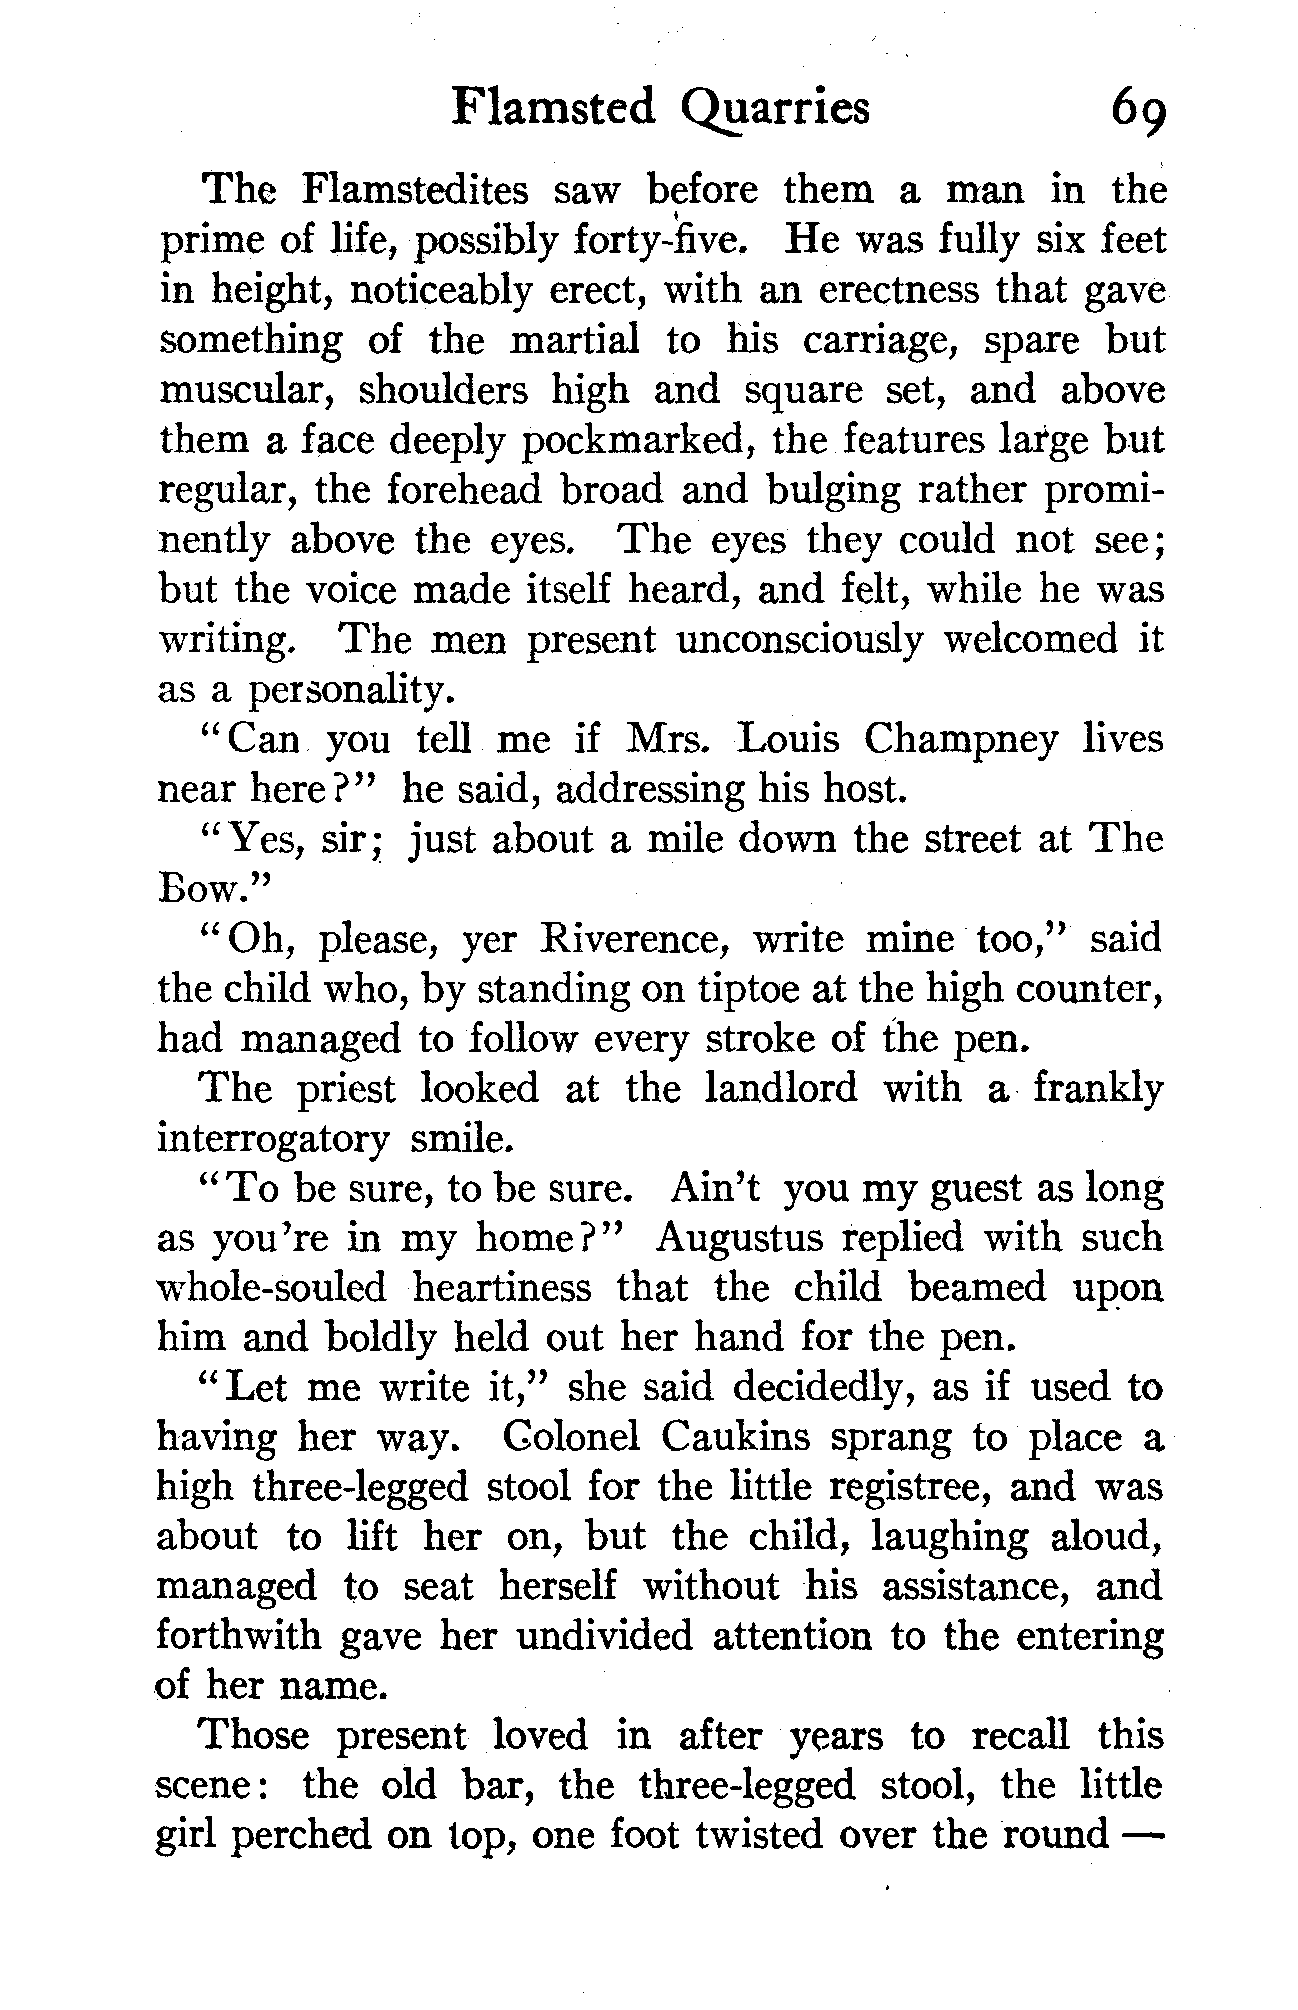 Flamsted Quarries 69
The Flamstedites saw before them a man in the
prime of life, possibly forty-five. He was fully six feet
in height, noticeably erect, with an erectness that gave
something of the martial to his carriage, spare but
muscular, shoulders high and square set, and above
them a face deeply pockmarked, the features large but
regular, the forehead broad and bulging rather promi-
nently above the eyes. The eyes they could not see;
but the voice made itself heard, and felt, while he was
writing. The men present unconsciously welcomed it
as a personality.
"Can you tell me if Mrs. Louis Champney lives
near here?" he said, addressing his host.
"Yes, sir; just about a mile down the street at The
Bow."
"Oh, please, yer Riverence, write mine too," said
the child who, by standing on tiptoe at the high counter,
had managed to follow every stroke of the pen.
The priest looked at the landlord with a frankly
interrogatory smile.
"To be sure, to be sure. Ain't you my guest as long
as you're in my home?" Augustus replied with such
whole-souled heartiness that the child beamed upon
him and boldly held out her hand for the pen.
"Let me write it," she said decidedly, as if used to
having her way. Colonel Caukins sprang to place a
high three-legged stool for the little registree, and was
about to lift her on, but the child, laughing aloud,
managed to seat herself without his assistance, and
forthwith gave her undivided attention to the entering
of her name.
Those present loved in after years to recall this
scene: the old bar, the three-legged stool, the little
girl perched on top, one foot twisted over the round —